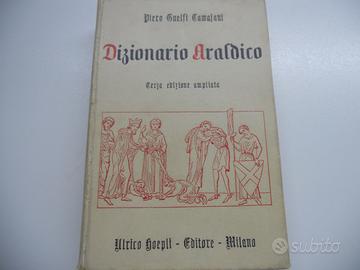 Piero Guelfi Camajani
Dizionario Araldico
Terza edizione ampliata
Ulrico Hoepli - Editore - Milano
subito